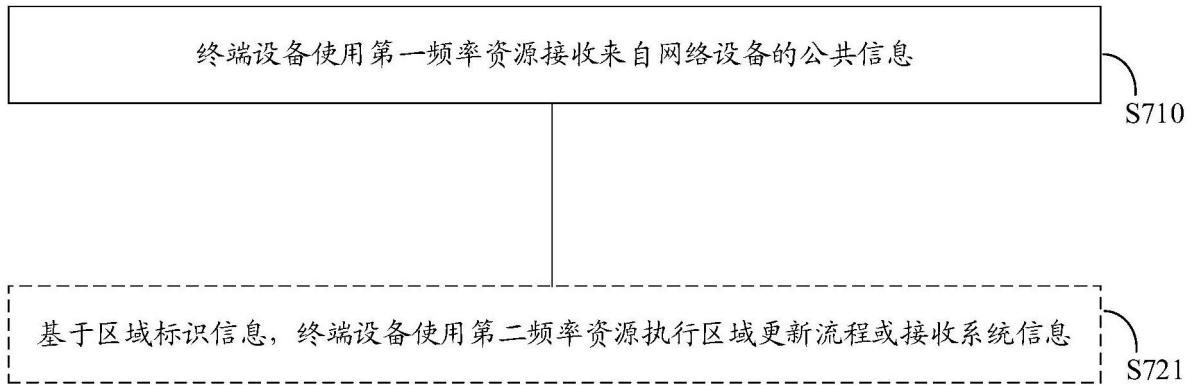 终端设备使用第一频率资源接收来自网络设备的公共信息
S710
基于区域标识信息，终端设备使用第二频率资源执行区域更新流程或接收系统信息
S721